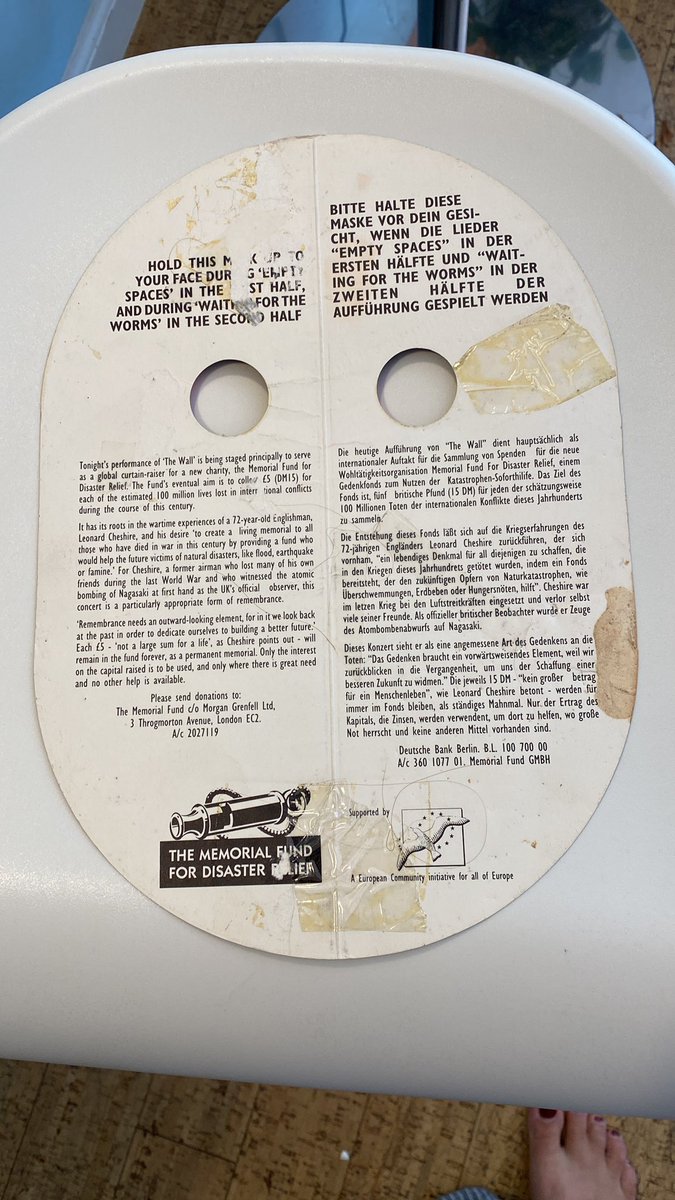 HOLD THIS UP TO
YOUR FACE DURING 'EMPTY
SPACES' IN THE HALF,
AND DURING 'WAITING FOR THE
WORMS' IN THE SECOND HALF
BITTE HALTE DIESE
MASKE VOR DEIN GESI-
CHT, WENN DIE LIEDER
"EMPTY SPACES" IN DER
ERSTEN HÄLFTE UND "WAIT-
ING FOR THE WORMS" IN DER
ZWEITEN HÄLFTE DER
AUFFÜHRUNG GESPIELT WERDEN
Tonight's performance of 'The Wall' is being staged principally to serve
as a global curtain-raiser for a new charity, the Memorial Fund for
Disaster Relief. The Fund's eventual aim is to collect £5 (DM15) for
each of the estimated 100 million lives lost in international conflicts
during the course of this century.
It has its roots in the wartime experiences of a 72-year-old Englishman,
Leonard Cheshire, and his desire 'to create a living memorial to all
those who have died in war in this century by providing a fund who
would help the future victims of natural disasters, like flood, earthquake
or famine.' For Cheshire, a former airman who lost many of his own
friends during the last World War and who witnessed the atomic
bombing of Nagasaki at first hand as the UK's official observer, this
concert is a particularly appropriate form of remembrance.
'Remembrance needs an outward-looking element, for in it we look back
at the past in order to dedicate ourselves to building a better future.'
Each £5 - 'not a large sum for a life', as Cheshire points out - will
remain in the fund forever, as a permanent memorial. Only the interest
on the capital raised is to be used, and only where there is great need
and no other help is available.
Please send donations to:
The Memorial Fund c/o Morgan Grenfell Ltd,
3 Throgmorton Avenue, London EC2.
A/c 2027119
Die heutige Aufführung von "The Wall" dient hauptsächlich als
internationaler Auftakt für die Sammlung von Spenden für die neue
Wohltätigkeitsorganisation Memorial Fund For Disaster Relief, einem
Gedenkfonds zum Nutzen der Katastrophen-Soforthilfe. Das Ziel des
Fonds ist, fünf britische Pfund (15 DM) für jeden der schätzungsweise
100 Millionen Toten der internationalen Konflikte dieses Jahrhunderts
zu sammeln.
Die Entstehung dieses Fonds läßt sich auf die Kriegserfahrungen des
72-jährigen Engländers Leonard Cheshire zurückführen, der sich
vornham, "ein lebendiges Denkmal für all diejenigen zu schaffen, die
in den Kriegen dieses Jahrhundrets getötet wurden, indem ein Fonds
bereitsteht, der den zukünftigen Opfern von Naturkatastrophen, wie
Überschwemmungen, Erdbeben oder Hungersnöten, hilft". Cheshire war
im letzen Krieg bei den Luftstreitkräften eingesetzt und verlor selbst
viele seiner Freunde. Als offizieller britischer Beobachter wurde er Zeuge
des Atombombenabwurfs auf Nagasaki.
Dieses Konzert sieht er als eine angemessene Art des Gedenkens an die
Toten: "Das Gedenken braucht ein vorwärtsweisendes Element, weil wir
zurückblicken in die Vergangenheit, um uns der Schaffung einer
besseren Zukunft zu widmen." Die jeweils 15 DM - "kein großer betrag
für ein Menschenleben", wie Leonard Cheshire betont - werden für
immer im Fonds bleiben, als ständiges Mahnmal. Nur der Ertrag des
Kapitals, die Zinsen, werden verwendet, um dort zu helfen, wo große
Not herrscht und keine anderen Mittel vorhanden sind.
Deutsche Bank Berlin. B.L. 100 700 00
A/c 360 1077 01. Memorial Fund GMBH
THE MEMORIAL FUND
FOR DISASTER RELIEF
Supported by
A European Community initiative for all of Europe